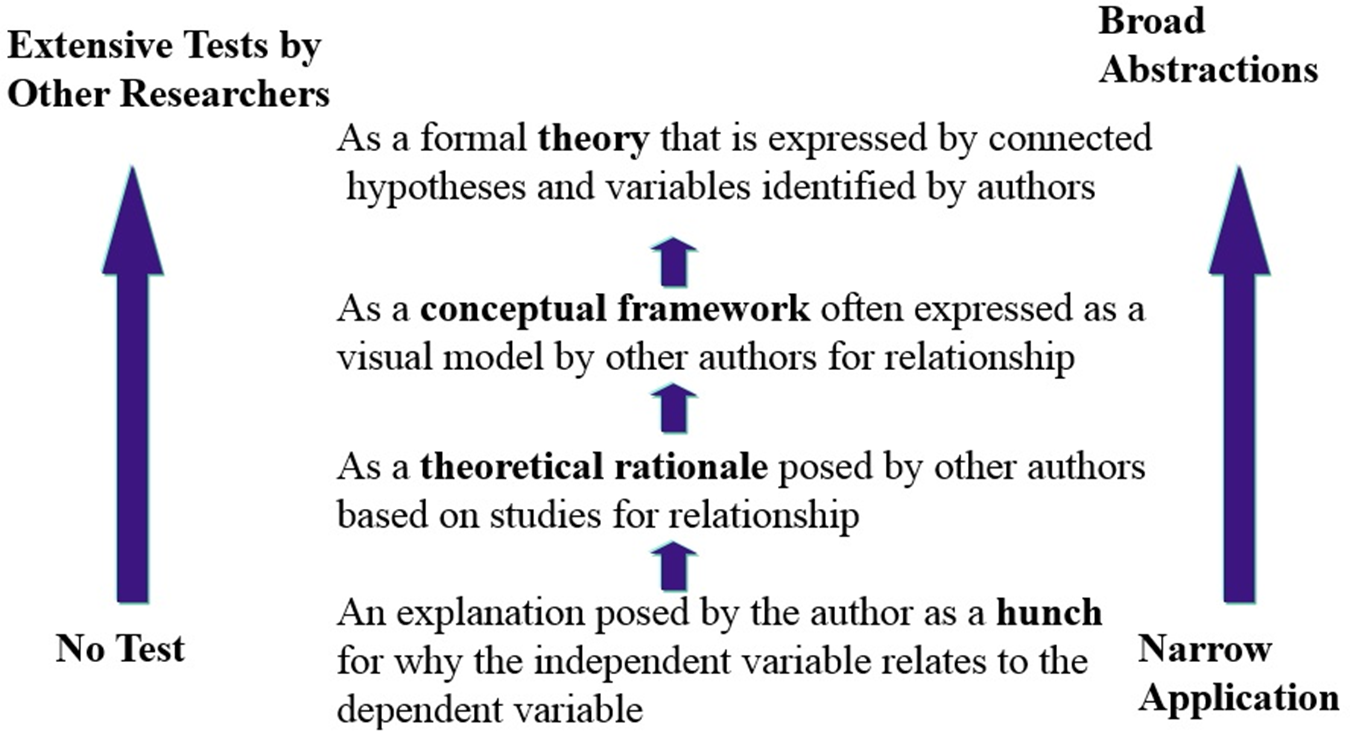 Extensive Tests by
Other Researchers
Broad
Abstractions
As a formal theory that is expressed by connected
hypotheses and variables identified by authors
As a conceptual framework often expressed as a
visual model by other authors for relationship
As a theoretical rationale posed by other authors
based on studies for relationship
An explanation posed by the author as a hunch
for why the independent variable relates to the
dependent variable
No Test
Narrow
Application